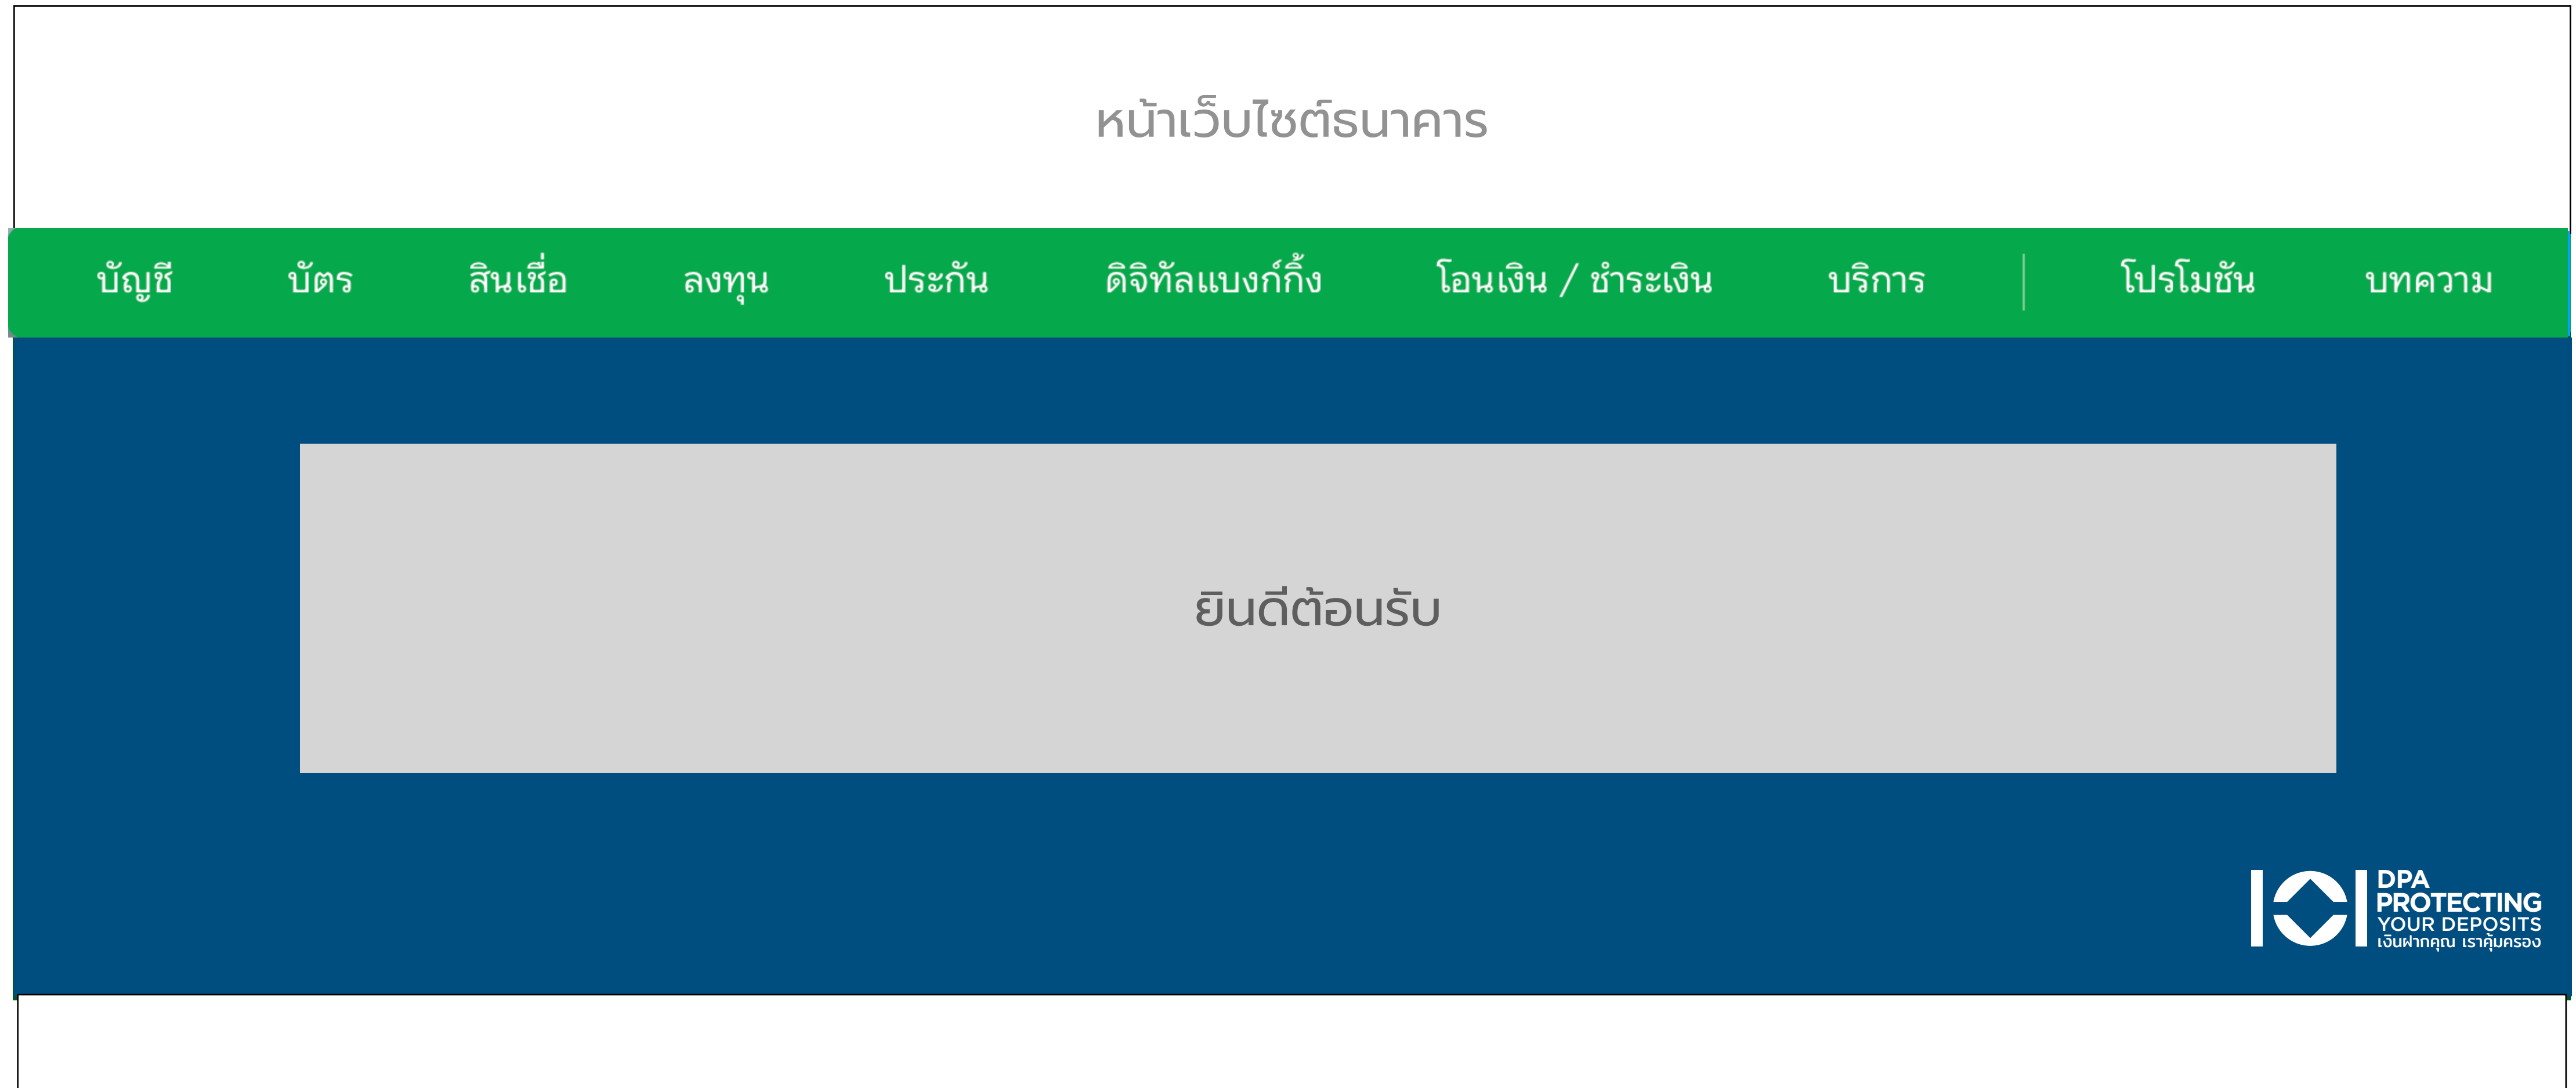 หน้าเว็บไซต์ธนาคาร
บัญชี บัตร สินเชื่อ ลงทุน ประกัน ดิจิทัลแบงก์กิ้ง โอนเงิน / ชำระเงิน บริการ โปรโมชัน บทความ
ยินดีต้อนรับ
DPA
PROTECTING
YOUR DEPOSITS
เงินฝากคุณ เราคุ้มครอง